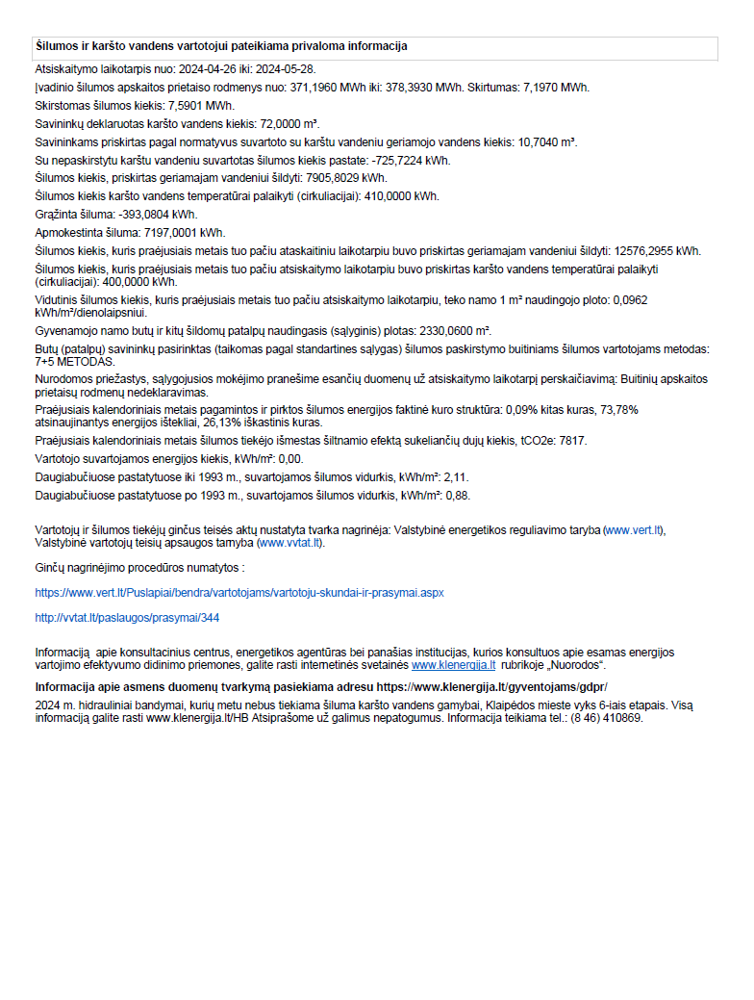 Šilumos ir karšto vandens vartotojui pateikiama privaloma informacija
Atsiskaitymo laikotarpis nuo: 2024-04-26 iki: 2024-05-28.
Įvadinio šilumos apskaitos prietaiso rodmenys nuo: 371,1960 MWh iki: 378,3930 MWh. Skirtumas: 7,1970 MWh.
Skirstomas šilumos kiekis: 7,5901 MWh.
Savininkų deklaruotas karšto vandens kiekis: 72,0000 m³.
Savininkams priskirtas pagal normatyvus suvartoto su karštu vandeniu geriamojo vandens kiekis: 10,7040 m³.
Su nepaskirstytu karštu vandeniu suvartotas šilumos kiekis pastate: -725,7224 kWh.
Šilumos kiekis, priskirtas geriamajam vandeniui šildyti: 7905,8029 kWh.
Šilumos kiekis karšto vandens temperatūrai palaikyti (cirkuliacijai): 410,0000 kWh.
Grąžinta šiluma: -393,0804 kWh.
Apmokestinta šiluma: 7197,0001 kWh.
Šilumos kiekis, kuris praėjusiais metais tuo pačiu ataskaitiniu laikotarpiu buvo priskirtas geriamajam vandeniui šildyti: 12576,2955 kWh.
Šilumos kiekis, kuris praėjusiais metais tuo pačiu atsiskaitymo laikotarpiu buvo priskirtas karšto vandens temperatūrai palaikyti
(cirkuliacijai): 400,0000 kWh.
Vidutinis šilumos kiekis, kuris praėjusiais metais tuo pačiu atsiskaitymo laikotarpiu, teko namo 1 m² naudingojo ploto: 0,0962
kWh/m²/dienolaipsniui.
Gyvenamojo namo butų ir kitų šildomų patalpų naudingasis (sąlyginis) plotas: 2330,0600 m².
Butų (patalpų) savininkų pasirinktas (taikomas pagal standartines sąlygas) šilumos paskirstymo buitiniams šilumos vartotojams metodas:
7+5 METODAS.
Nurodomos priežastys, sąlygojusios mokėjimo pranešime esančių duomenų už atsiskaitymo laikotarpį perskaičiavimą: Buitinių apskaitos
prietaisų rodmenų nedeklaravimas.
Praėjusiais kalendoriniais metais pagamintos ir pirktos šilumos energijos faktinė kuro struktūra: 0,09% kitas kuras, 73,78%
atsinaujinantys energijos ištekliai, 26,13% iškastinis kuras.
Praėjusiais kalendoriniais metais šilumos tiekėjo išmestas šiltnamio efektą sukeliančių dujų kiekis, tCO2e: 7817.
Vartotojo suvartojamos energijos kiekis, kWh/m²: 0,00.
Daugiabučiuose pastatytuose iki 1993 m., suvartojamos šilumos vidurkis, kWh/m²: 2,11.
Daugiabučiuose pastatytuose po 1993 m., suvartojamos šilumos vidurkis, kWh/m²: 0,88.
Vartotojų ir šilumos tiekėjų ginčus teisės aktų nustatyta tvarka nagrinėja: Valstybinė energetikos reguliavimo taryba (www.vert.lt),
Valstybinė vartotojų teisių apsaugos tarnyba (www.vvtat.lt).
Ginčų nagrinėjimo procedūros numatytos :
https://www.vert.lt/Puslapiai/bendra/vartotojams/vartotoju-skundai-ir-prasymai.aspx
http://vvtat.lt/paslaugos/prasymai/344
Informaciją apie konsultacinius centrus, energetikos agentūras bei panašias institucijas, kurios konsultuos apie esamas energijos
vartojimo efektyvumo didinimo priemones, galite rasti internetinės svetainės www.klenergija.lt rubrikoje „Nuorodos“.
Informacija apie asmens duomenų tvarkymą pasiekiama adresu https://www.klenergija.lt/gyventojams/gdpr/
2024 m. hidrauliniai bandymai, kurių metu nebus tiekiama šiluma karšto vandens gamybai, Klaipėdos mieste vyks 6-iais etapais. Visą
informaciją galite rasti www.klenergija.lt/HB Atsiprašome už galimus nepatogumus. Informacija teikiama tel.: (8 46) 410869.